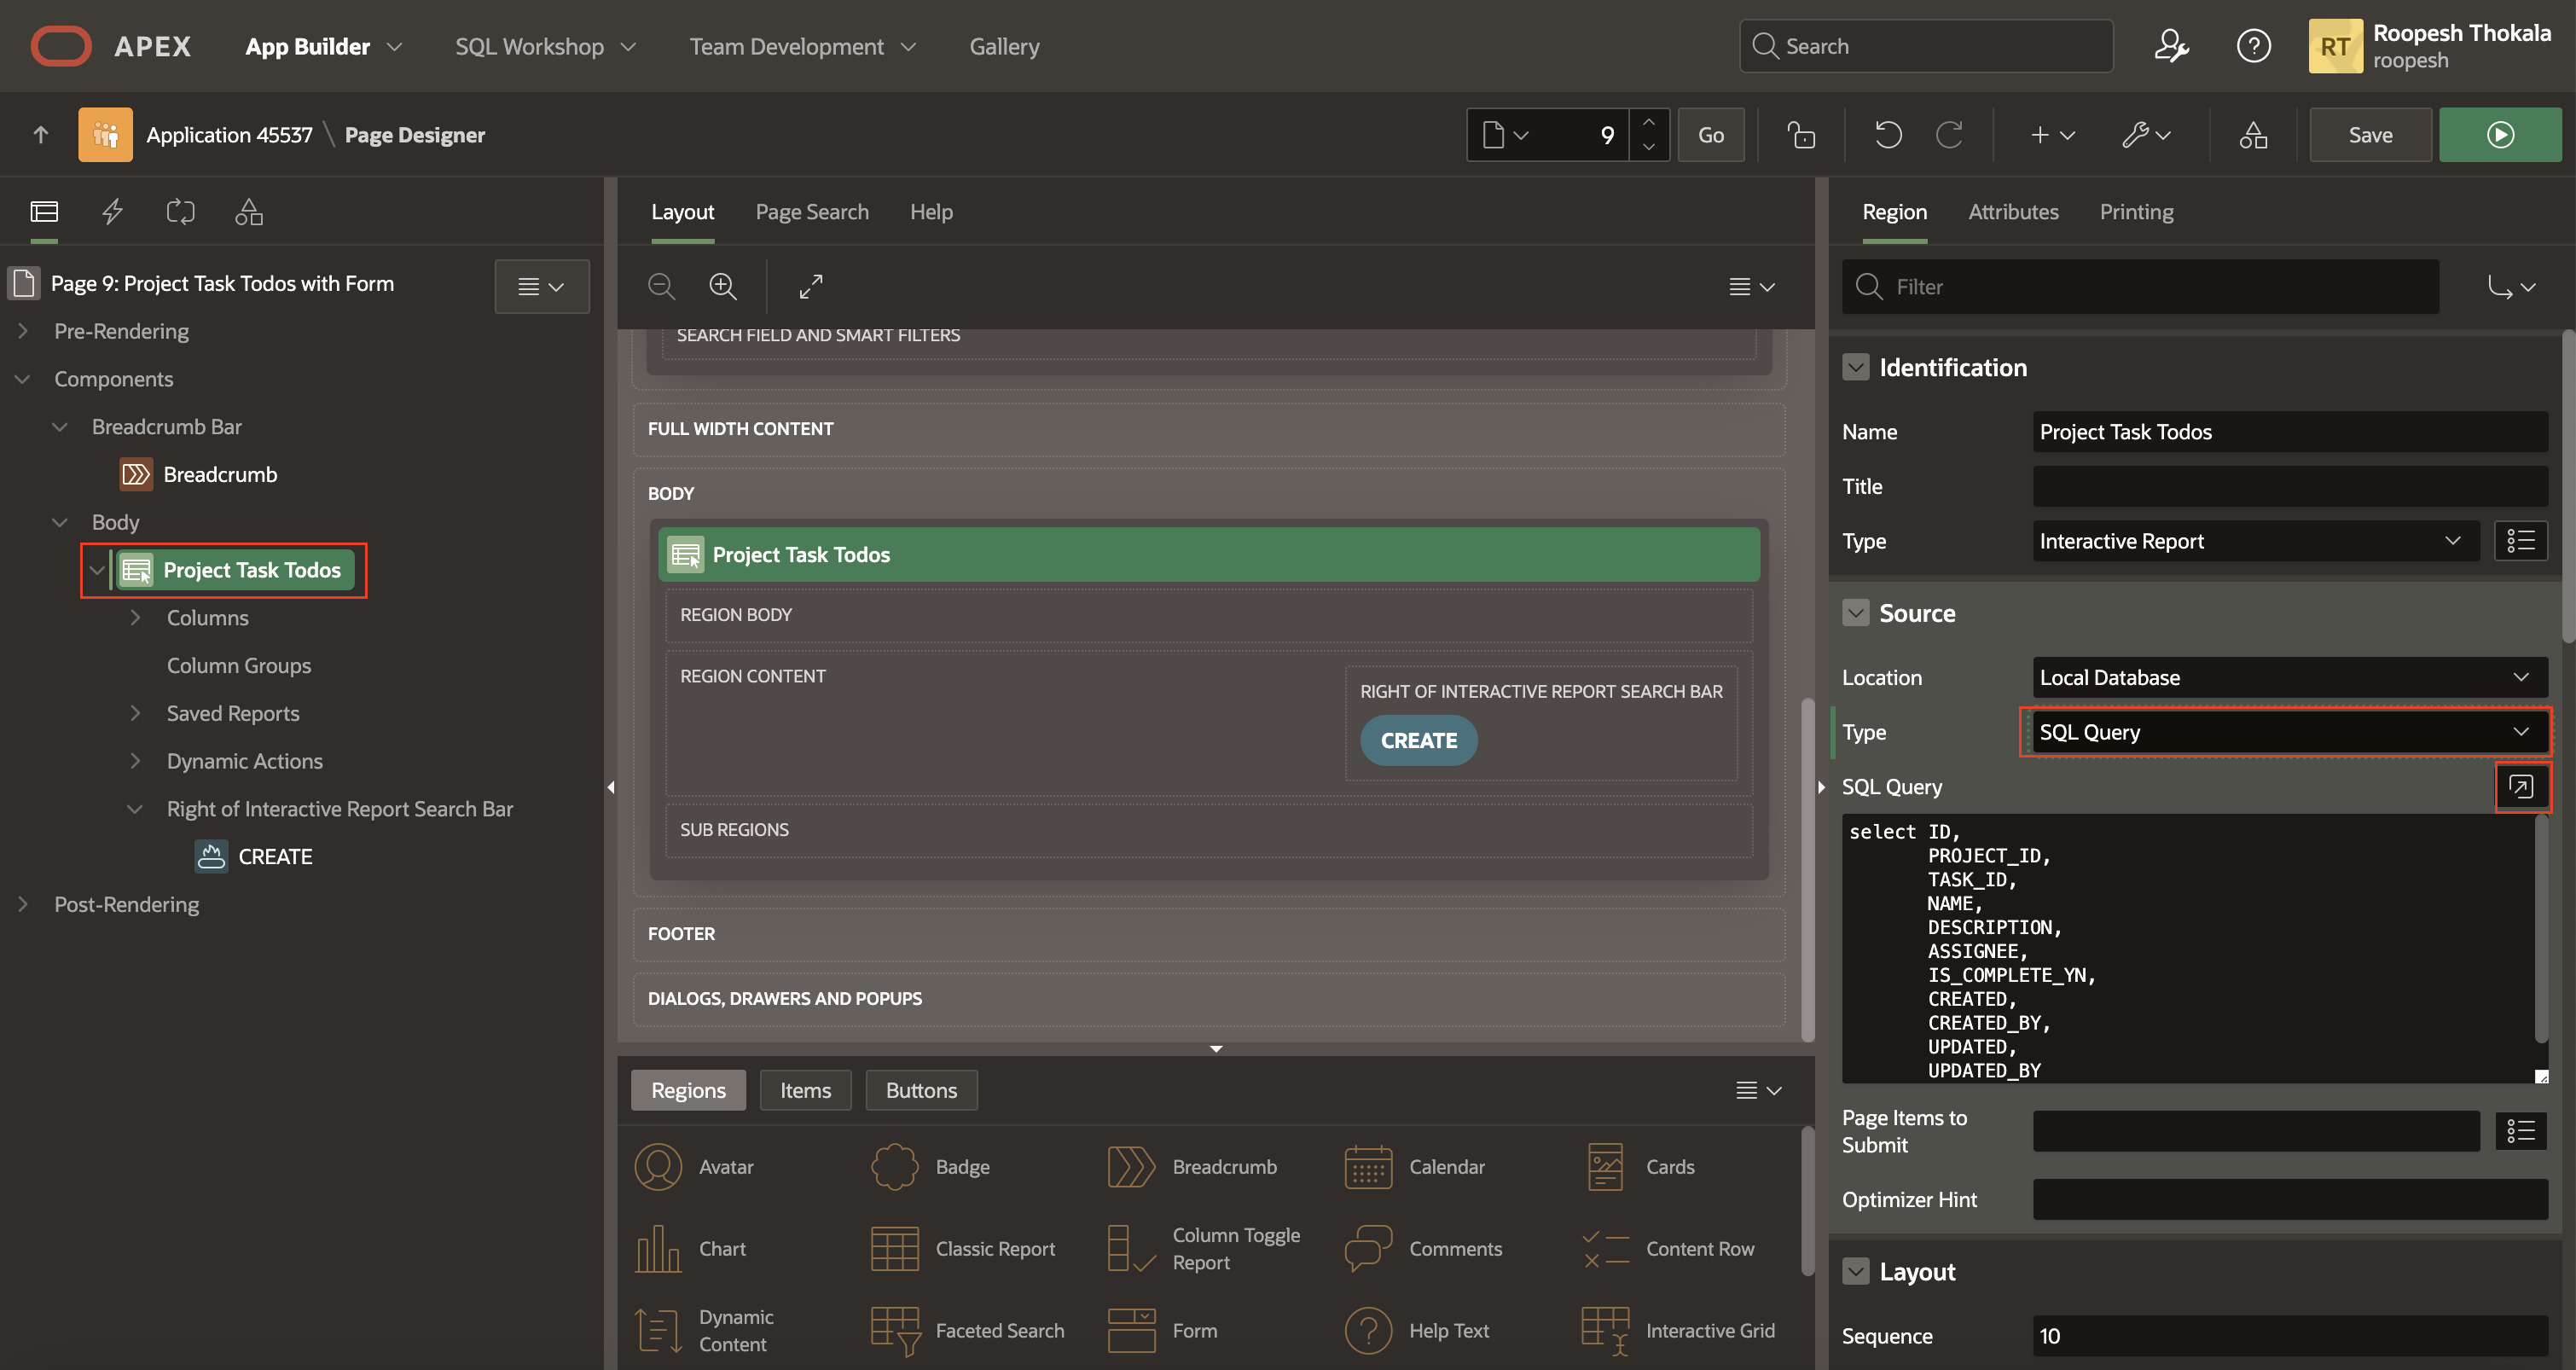 APEX
App Builder
SQL Workshop
Team Development
Gallery
Search
RT
Roopesh Thokala
roopesh
Application 45537 \ Page Designer
9
Go
Save
Page 9: Project Task Todos with Form
Pre-Rendering
Components
Breadcrumb Bar
Breadcrumb
Body
Project Task Todos
Columns
Column Groups
Saved Reports
Dynamic Actions
Right of Interactive Report Search Bar
CREATE
Post-Rendering
Layout
Page Search
Help
SEARCH FIELD AND SMART FILTERS
FULL WIDTH CONTENT
BODY
Project Task Todos
REGION BODY
REGION CONTENT
RIGHT OF INTERACTIVE REPORT SEARCH BAR
CREATE
SUB REGIONS
FOOTER
DIALOGS, DRAWERS AND POPUPS
Regions
Items
Buttons
Avatar
Badge
Breadcrumb
Calendar
Cards
Chart
Classic Report
Column Toggle
Report
Comments
Content Row
Dynamic
Content
Faceted Search
Form
Help Text
Interactive Grid
Region
Attributes
Printing
Filter
Identification
Name
Project Task Todos
Title
Type
Interactive Report
Source
Location
Local Database
Type
SQL Query
SQL Query
select ID,
PROJECT_ID,
TASK_ID,
NAME,
DESCRIPTION,
ASSIGNEE,
IS_COMPLETE_YN,
CREATED,
CREATED_BY,
UPDATED,
UPDATED_BY
Page Items to
Submit
Optimizer Hint
Layout
Sequence
10